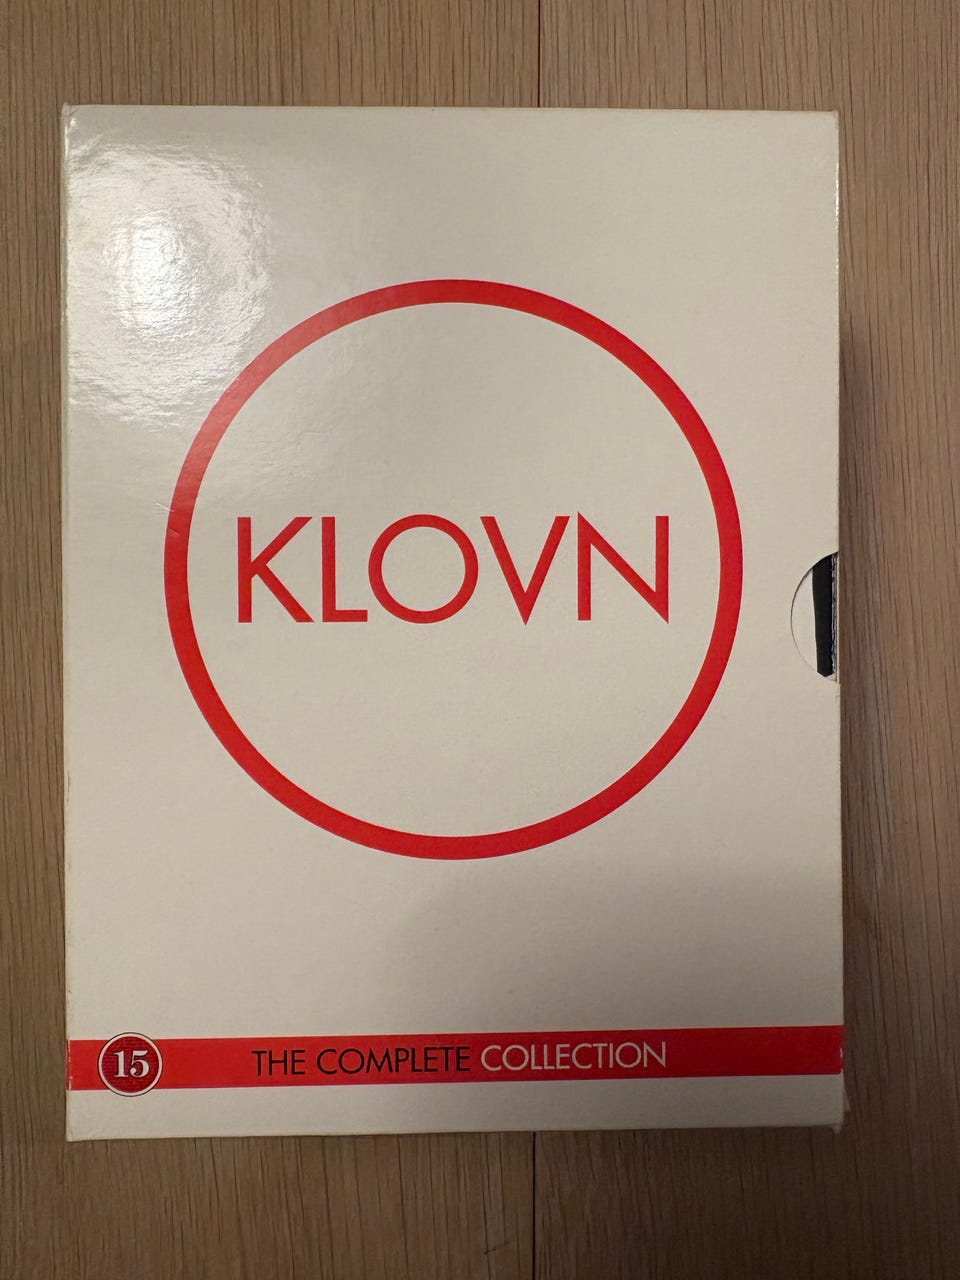 KLOVN
15 THE COMPLETE COLLECTION